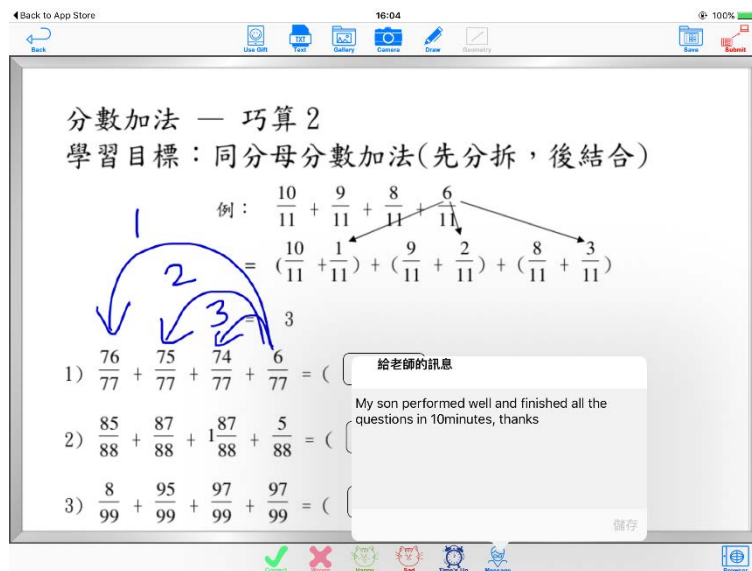 Back to App Store 16:04 100%
Back Use Gift Text Gallery Camera Draw Geometry Save Submit
TXT
分數加法 — 巧算2
學習目標：同分母分數加法(先分拆，後結合)
例： 10/11 + 9/11 + 8/11 + 6/11
= (10/11 + 1/11) + (9/11 + 2/11) + (8/11 + 3/11)
= 3
1
2
3
1) 76/77 + 75/77 + 74/77 + 6/77 = (
2) 85/88 + 87/88 + 1 87/88 + 5/88 = (
3) 8/99 + 95/99 + 97/99 + 97/99 = (
給老師的訊息
My son performed well and finished all the
questions in 10minutes, thanks
儲存
Correct Wrong Happy Sad Time's Up Message Browser